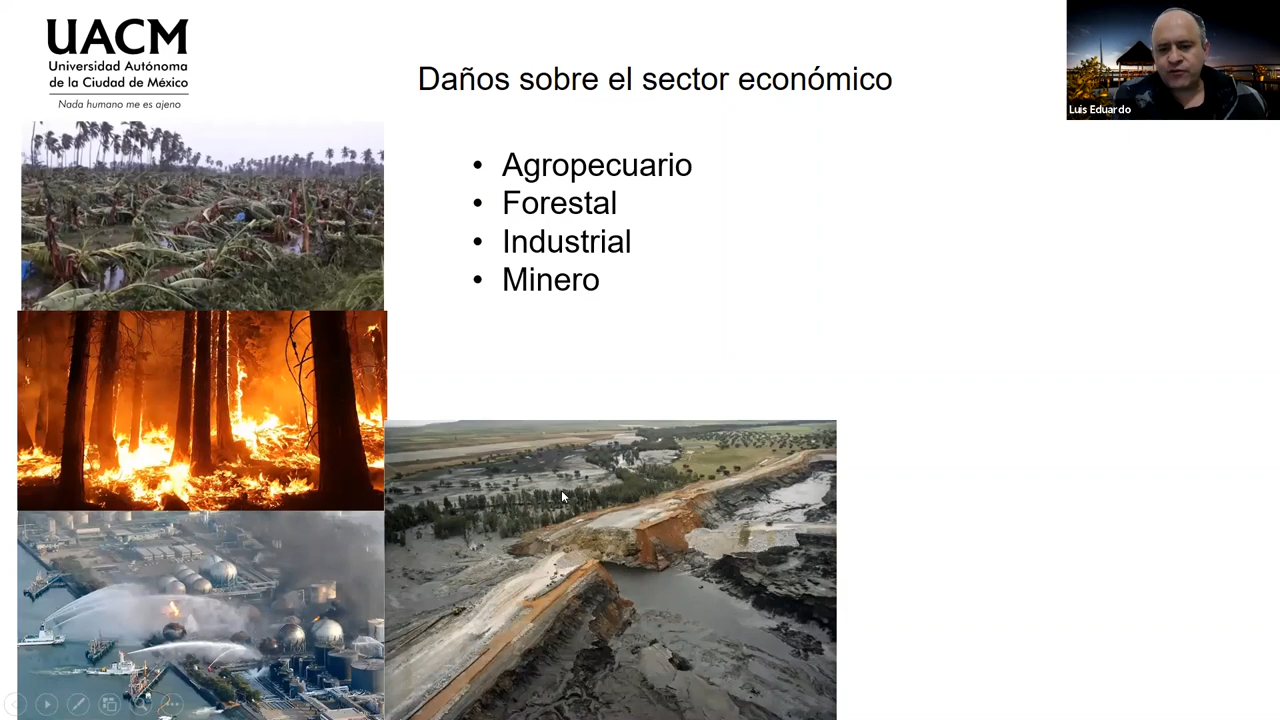 UACM
Universidad Autónoma
de la Ciudad de México
Nada humano me es ajeno
Daños sobre el sector económico
Luis Eduardo
• Agropecuario
• Forestal
• Industrial
• Minero